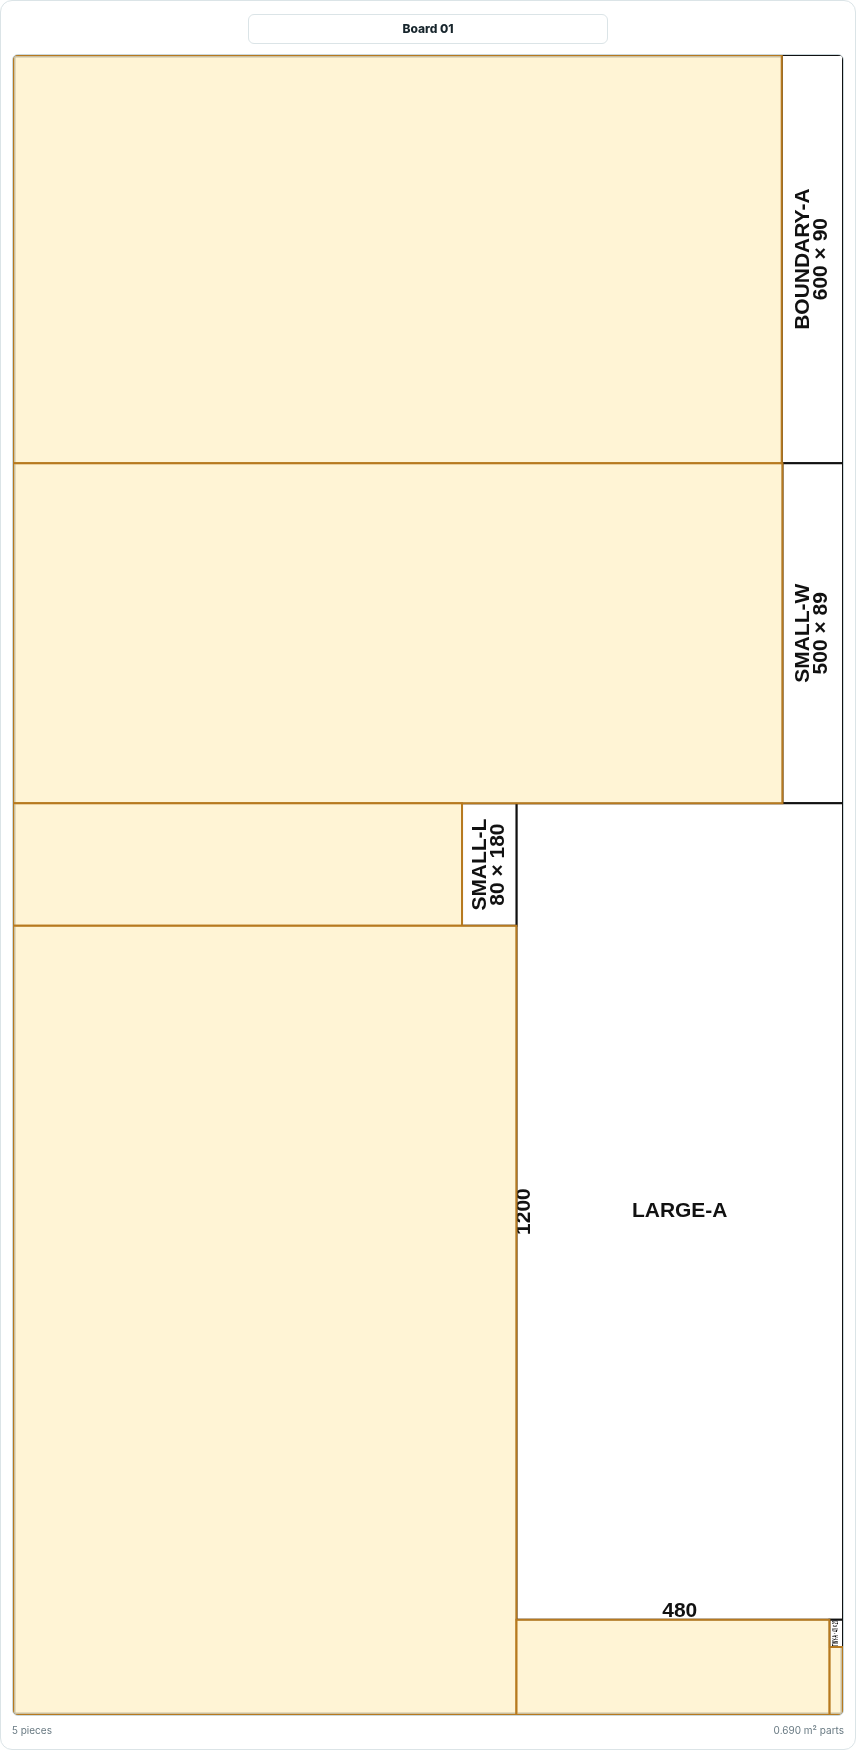 Board 01
BOUNDARY-A
600 × 90
SMALL-W
500 × 89
SMALL-L
80 × 180
1200
LARGE-A
480
5 pieces
0.690 m² parts